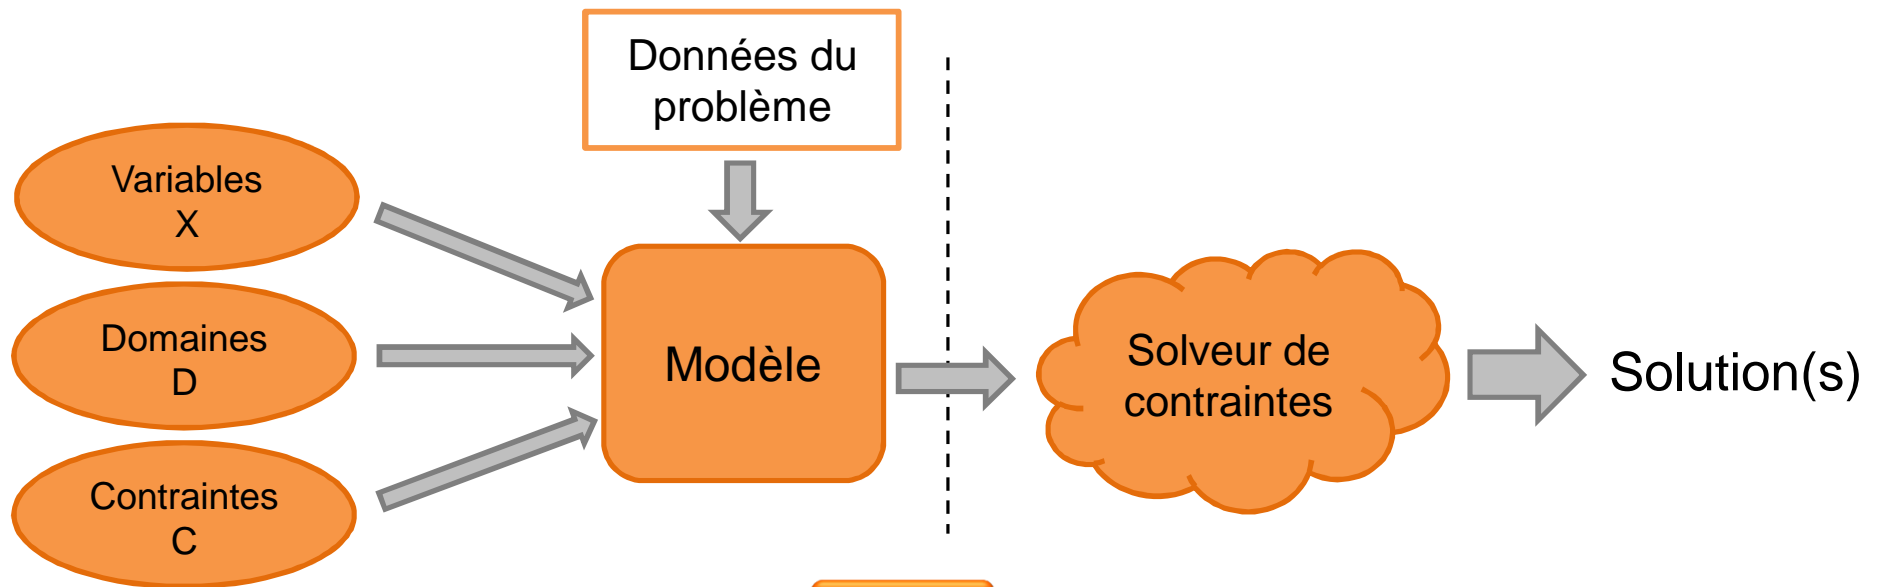 Données du
problème
Variables
X
Domaines
D
Contraintes
C
Modèle
Solveur de
contraintes
Solution(s)